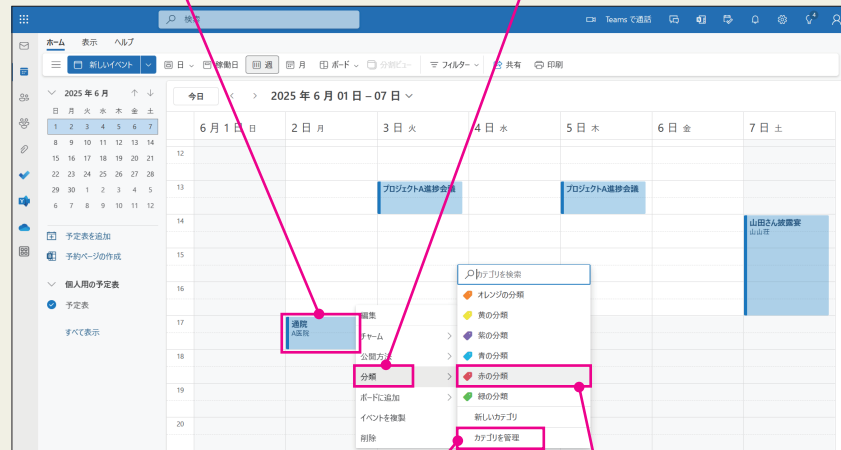 検索
Teams で通話
4
ホーム 表示 ヘルプ
新しいイベント
日 稼働日 週 月 ボード 分割ビュー フィルター 共有 印刷
2025 年 6 月
日 月 火 水 木 金 土
1 2 3 4 5 6 7
8 9 10 11 12 13 14
15 16 17 18 19 20 21
22 23 24 25 26 27 28
29 30 1 2 3 4 5
6 7 8 9 10 11 12
予定表を追加
予約ページの作成
個人用の予定表
予定表
すべて表示
今日 2025 年 6 月 01 日 – 07 日
6 月 1 日 日 2 日 月 3 日 火 4 日 水 5 日 木 6 日 金 7 日 土
12
13
プロジェクトA進捗会議 プロジェクトA進捗会議
14
山田さん披露宴
山山荘
15
16
17
通院
A医院
18
19
20
編集
チャーム
公開方法
分類
ボードに追加
イベントを複製
削除
カテゴリを検索
オレンジの分類
黄の分類
紫の分類
青の分類
赤の分類
緑の分類
新しいカテゴリ
カテゴリを管理